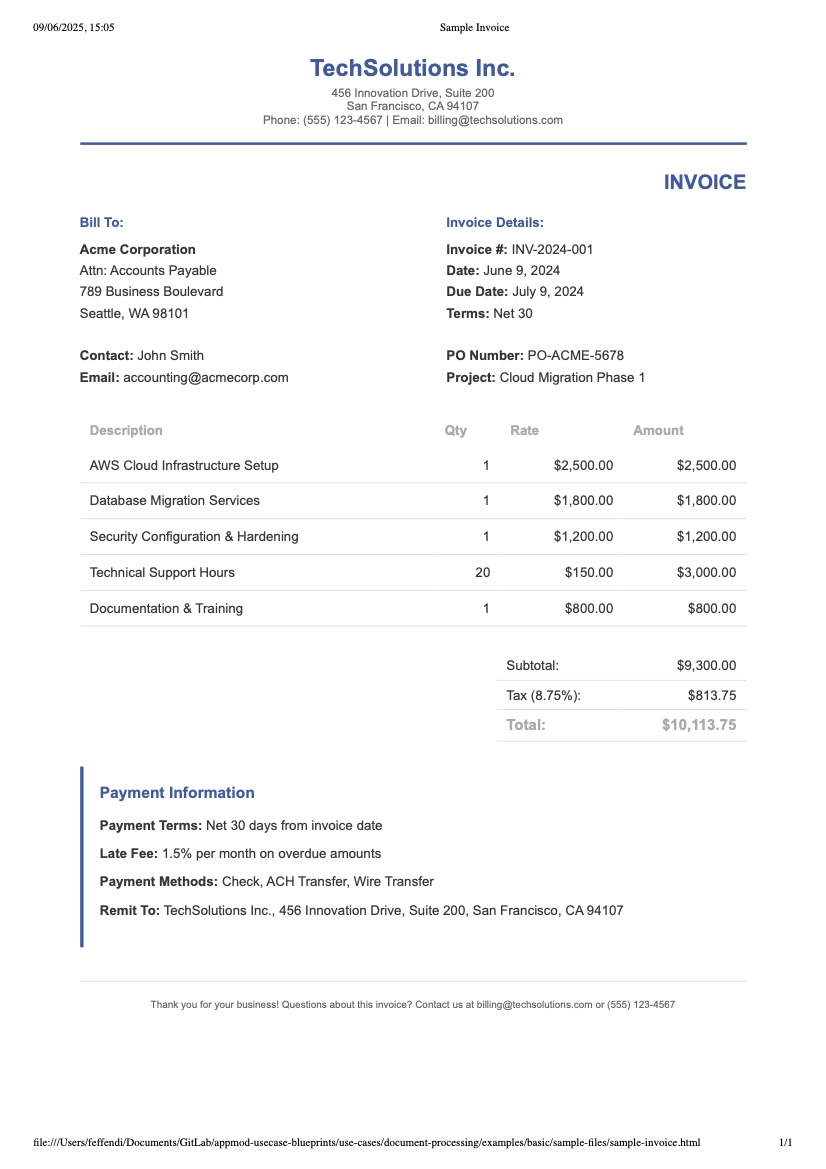 09/06/2025, 15:05 Sample Invoice
TechSolutions Inc.
456 Innovation Drive, Suite 200
San Francisco, CA 94107
Phone: (555) 123-4567 | Email: billing@techsolutions.com
INVOICE
Bill To:
Acme Corporation
Attn: Accounts Payable
789 Business Boulevard
Seattle, WA 98101
Contact: John Smith
Email: accounting@acmecorp.com
Invoice Details:
Invoice #: INV-2024-001
Date: June 9, 2024
Due Date: July 9, 2024
Terms: Net 30
PO Number: PO-ACME-5678
Project: Cloud Migration Phase 1
Description Qty Rate Amount
AWS Cloud Infrastructure Setup 1 $2,500.00 $2,500.00
Database Migration Services 1 $1,800.00 $1,800.00
Security Configuration & Hardening 1 $1,200.00 $1,200.00
Technical Support Hours 20 $150.00 $3,000.00
Documentation & Training 1 $800.00 $800.00
Subtotal: $9,300.00
Tax (8.75%): $813.75
Total: $10,113.75
Payment Information
Payment Terms: Net 30 days from invoice date
Late Fee: 1.5% per month on overdue amounts
Payment Methods: Check, ACH Transfer, Wire Transfer
Remit To: TechSolutions Inc., 456 Innovation Drive, Suite 200, San Francisco, CA 94107
Thank you for your business! Questions about this invoice? Contact us at billing@techsolutions.com or (555) 123-4567
file:///Users/feffendi/Documents/GitLab/appmod-usecase-blueprints/use-cases/document-processing/examples/basic/sample-files/sample-invoice.html 1/1